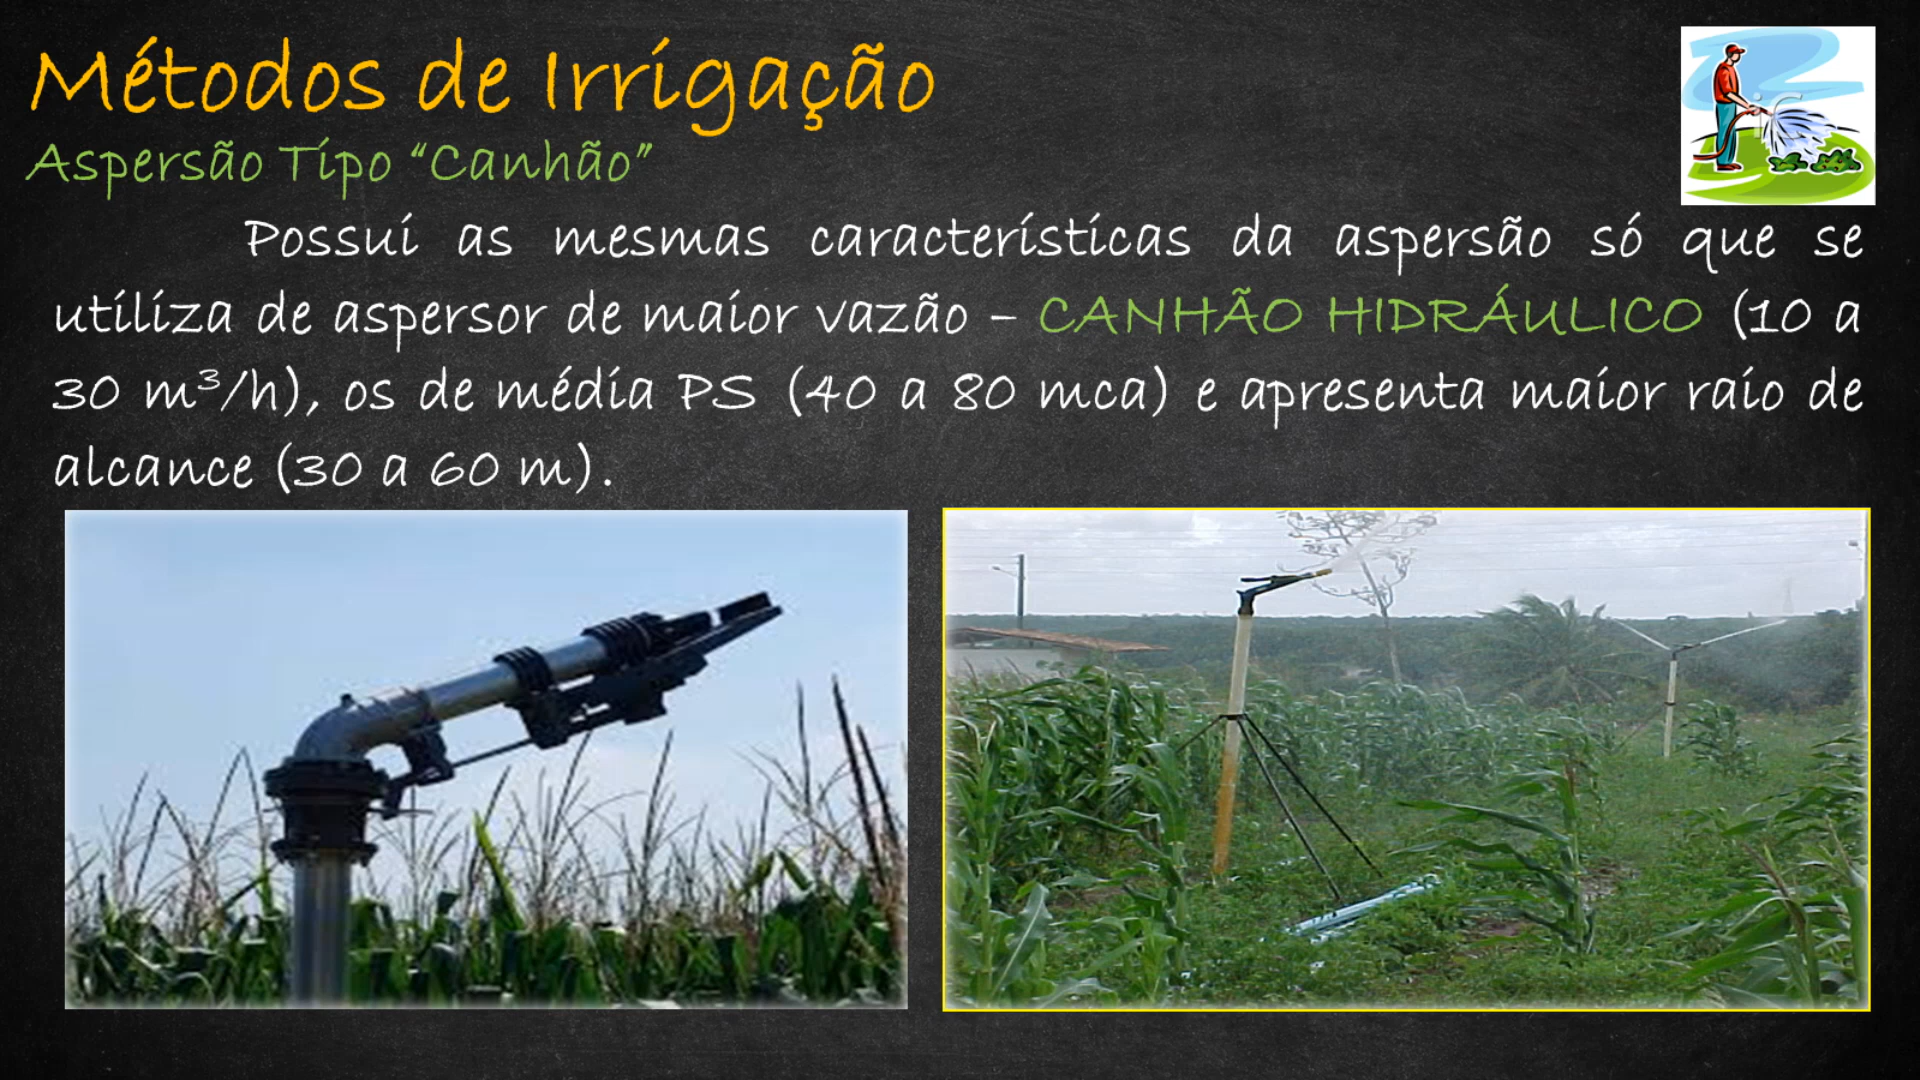 Métodos de Irrigação
Aspersão Tipo “Canhão”
Possui as mesmas características da aspersão só que se
utiliza de aspersor de maior vazão – CANHÃO HIDRÁULICO (10 a
30 m³/h), os de média PS (40 a 80 mca) e apresenta maior raio de
alcance (30 a 60 m).